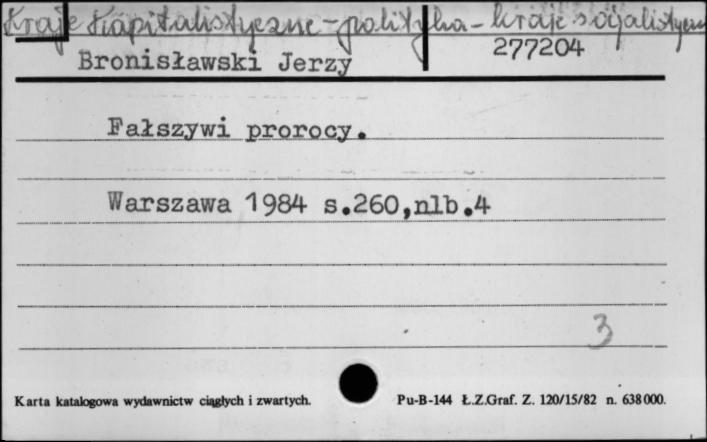 Kraje kapitalistyczne - polityka - kraje socjalistyczn
Bronisławski Jerzy
277204
Fałszywi prorocy.
Warszawa 1984 s.260,nlb.4
3
Karta katalogowa wydawnictw ciągłych i zwartych.
Pu-B-144 Ł.Z.Graf. Z. 120/15/82 n. 638000.